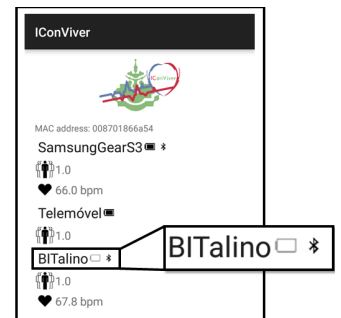 IConViver
IConViver
MAC address: 008701866a54
SamsungGearS3
1.0
66.0 bpm
Telemóvel
1.0
BITalino
BITalino
1.0
67.8 bpm